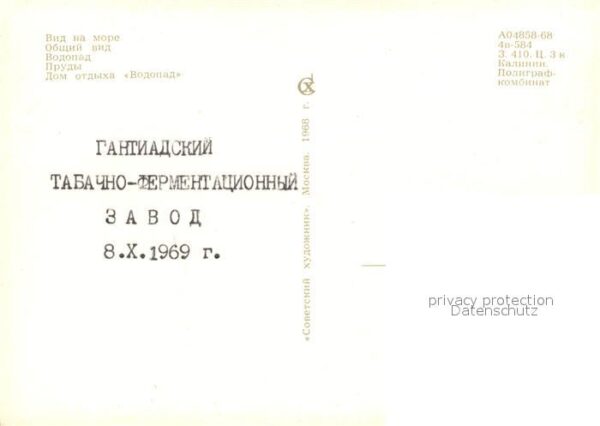 Вид на море
Общий вид
Водопад
Пруды
Дом отдыха «Водопад»
А04858-68
4в-584
З. 410. Ц. 3 к
Калинин.
Полиграф-
комбинат
ГАНТИАДСКИЙ
ТАБАЧНО-ФЕРМЕНТАЦИОННЫЙ
ЗАВОД
8.X.1969 г.
«Советский художник». Москва. 1968 г.
privacy protection
Datenschutz